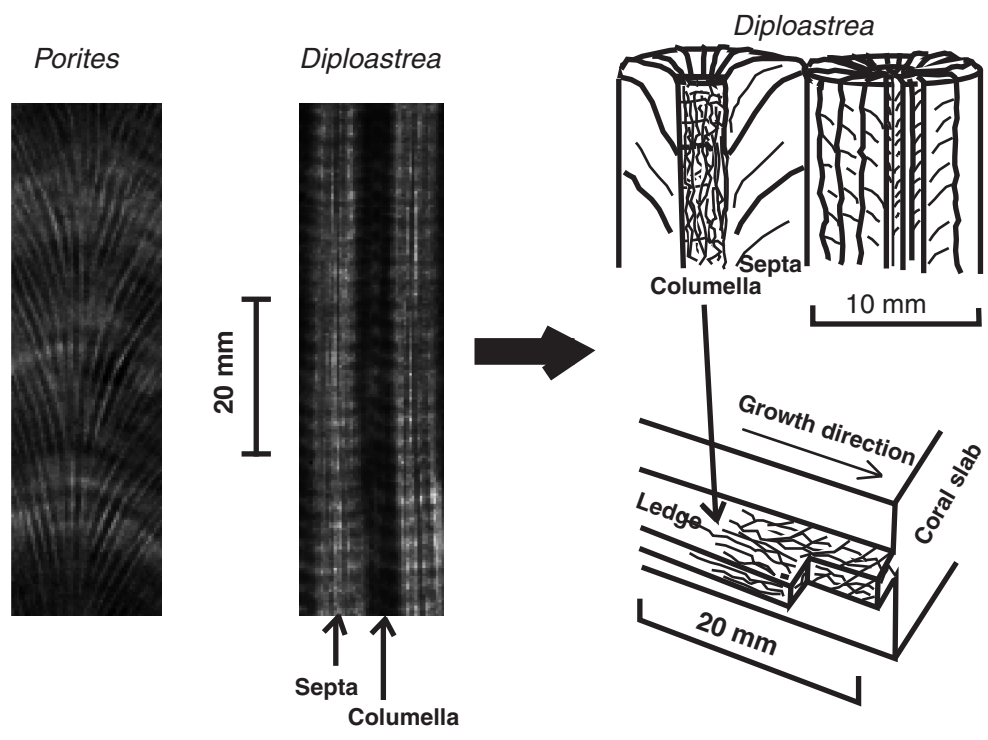 Porites
Diploastrea
Diploastrea
20 mm
Septa
Columella
Septa
Columella
10 mm
Growth direction
Coral slab
Ledge
20 mm